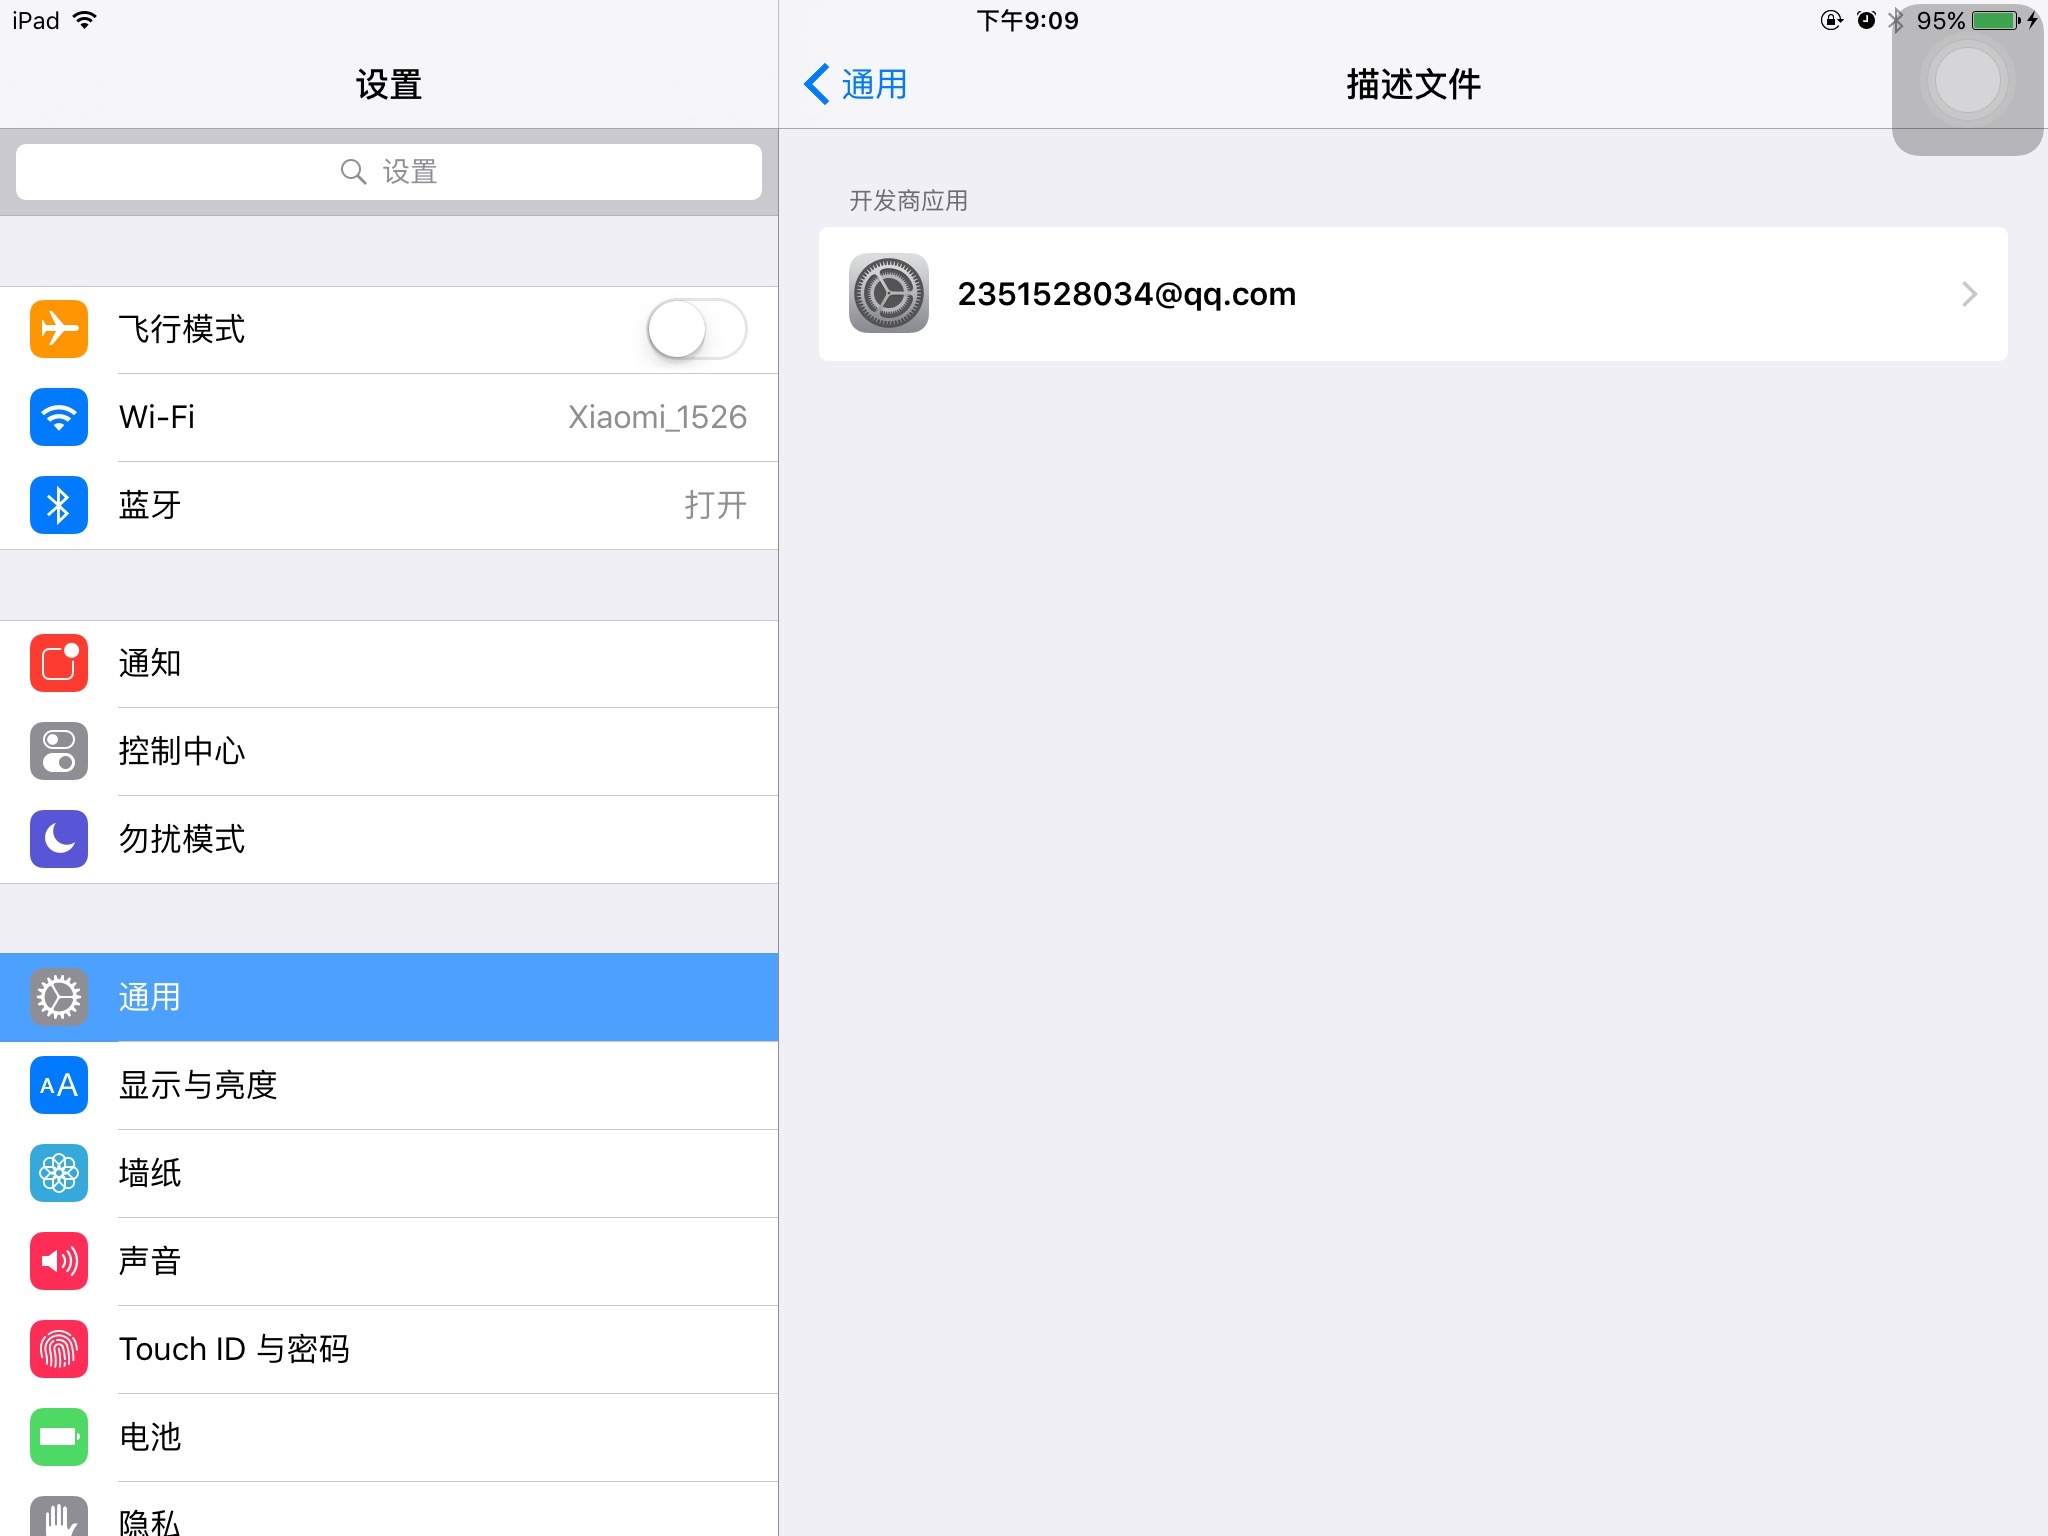 iPad
下午9:09
95%
设置
通用
描述文件
设置
开发商应用
2351528034@qq.com
飞行模式
Wi-Fi
Xiaomi_1526
蓝牙
打开
通知
控制中心
勿扰模式
通用
AA
显示与亮度
墙纸
声音
Touch ID 与密码
电池
隐私